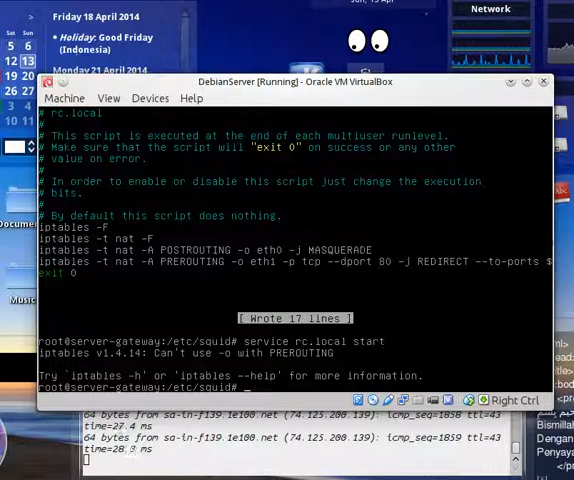 Sun, 13 Apr
Network
Friday 18 April 2014
Holiday: Good Friday
(Indonesia)
Monday 21 April 2014
5 6
12 13
19 20
26 27
3 4
10 11
DebianServer [Running] - Oracle VM VirtualBox
Machine View Devices Help
# rc.local
#
# This script is executed at the end of each multiuser runlevel.
# Make sure that the script will "exit 0" on success or any other
# value on error.
#
# In order to enable or disable this script just change the execution
# bits.
#
# By default this script does nothing.
iptables -F
iptables -t nat -F
iptables -t nat -A POSTROUTING -o eth0 -j MASQUERADE
iptables -t nat -A PREROUTING -o eth1 -p tcp --dport 80 -j REDIRECT --to-ports $
exit 0
[ Wrote 17 lines ]
root@server-gateway:/etc/squid# service rc.local start
iptables v1.4.14: Can't use -o with PREROUTING
Try `iptables -h' or 'iptables --help' for more information.
root@server-gateway:/etc/squid# _
Right Ctrl
64 bytes from sa-in-f139.1e100.net (74.125.200.139): icmp_seq=1858 ttl=43
time=27.4 ms
64 bytes from sa-in-f139.1e100.net (74.125.200.139): icmp_seq=1859 ttl=43
time=28.3 ms
Docume
Music
Abc
Bismillah
Dengan
Penyaya